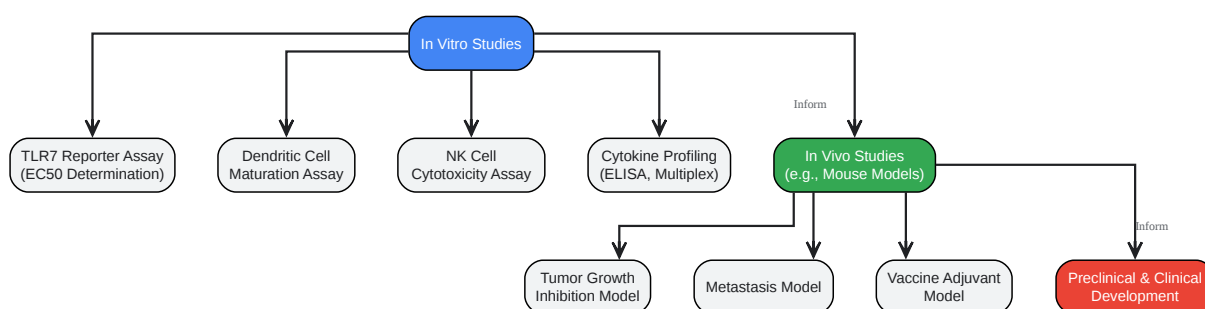 In Vitro Studies
Inform
TLR7 Reporter Assay
(EC50 Determination)
Dendritic Cell
Maturation Assay
NK Cell
Cytotoxicity Assay
Cytokine Profiling
(ELISA, Multiplex)
In Vivo Studies
(e.g., Mouse Models)
Inform
Tumor Growth
Inhibition Model
Metastasis Model
Vaccine Adjuvant
Model
Preclinical & Clinical
Development